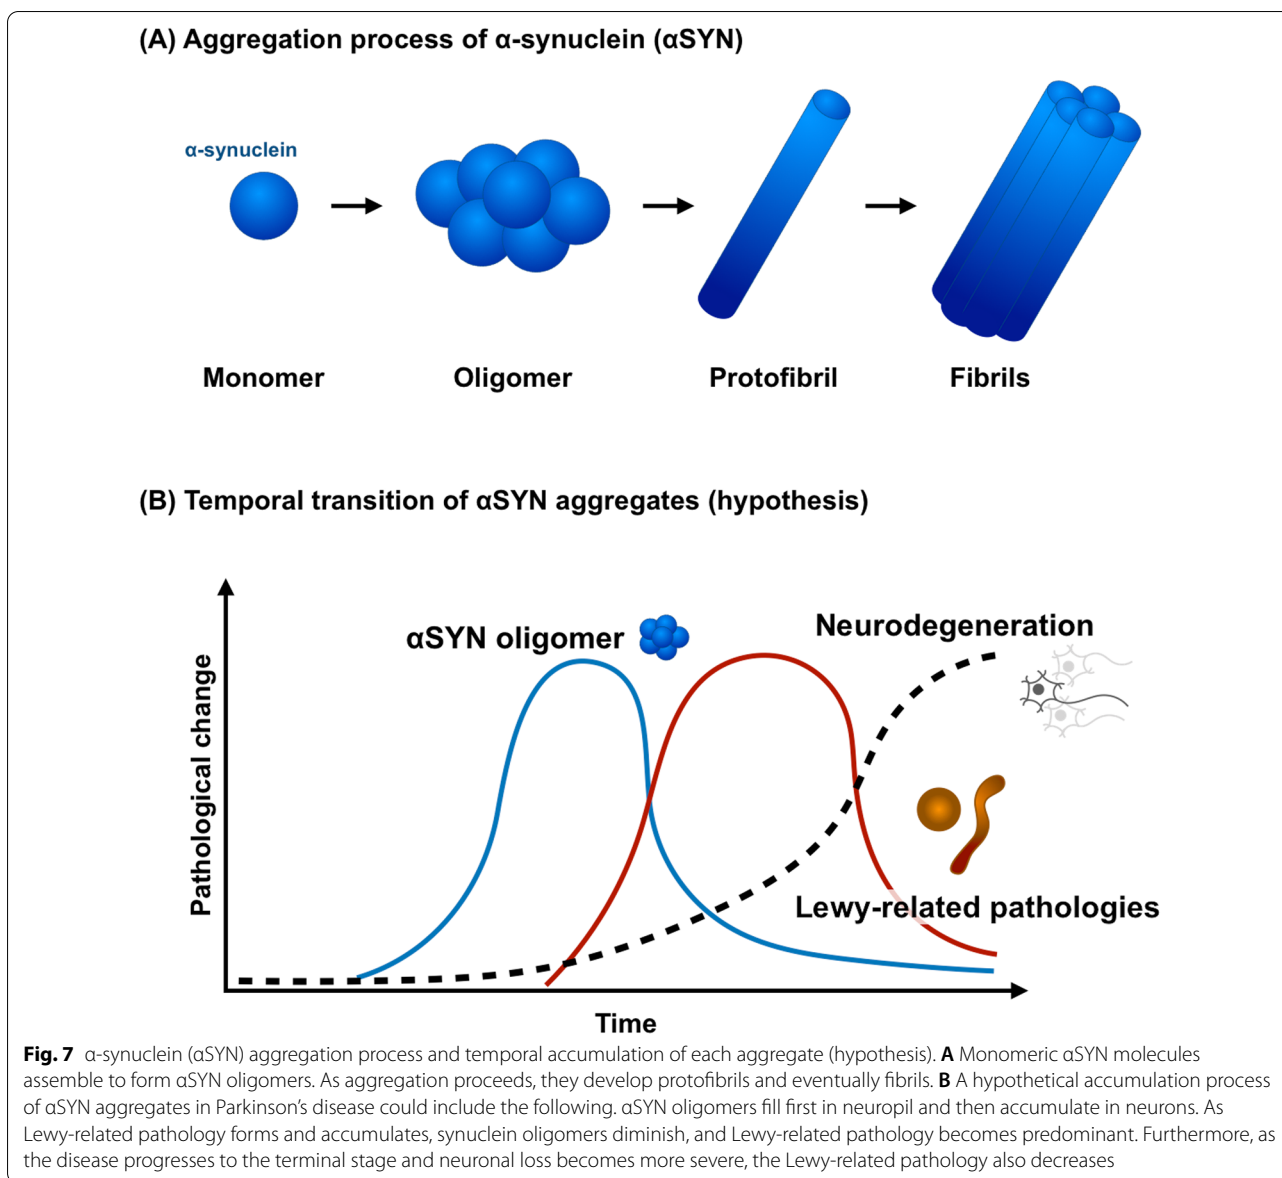 (A) Aggregation process of α-synuclein (αSYN)
α-synuclein
Monomer
Oligomer
Protofibril
Fibrils
(B) Temporal transition of αSYN aggregates (hypothesis)
αSYN oligomer
Neurodegeneration
Pathological change
Lewy-related pathologies
Time
Fig. 7 α-synuclein (αSYN) aggregation process and temporal accumulation of each aggregate (hypothesis). A Monomeric αSYN molecules
assemble to form αSYN oligomers. As aggregation proceeds, they develop protofibrils and eventually fibrils. B A hypothetical accumulation process
of αSYN aggregates in Parkinson's disease could include the following. αSYN oligomers fill first in neuropil and then accumulate in neurons. As
Lewy-related pathology forms and accumulates, synuclein oligomers diminish, and Lewy-related pathology becomes predominant. Furthermore, as
the disease progresses to the terminal stage and neuronal loss becomes more severe, the Lewy-related pathology also decreases